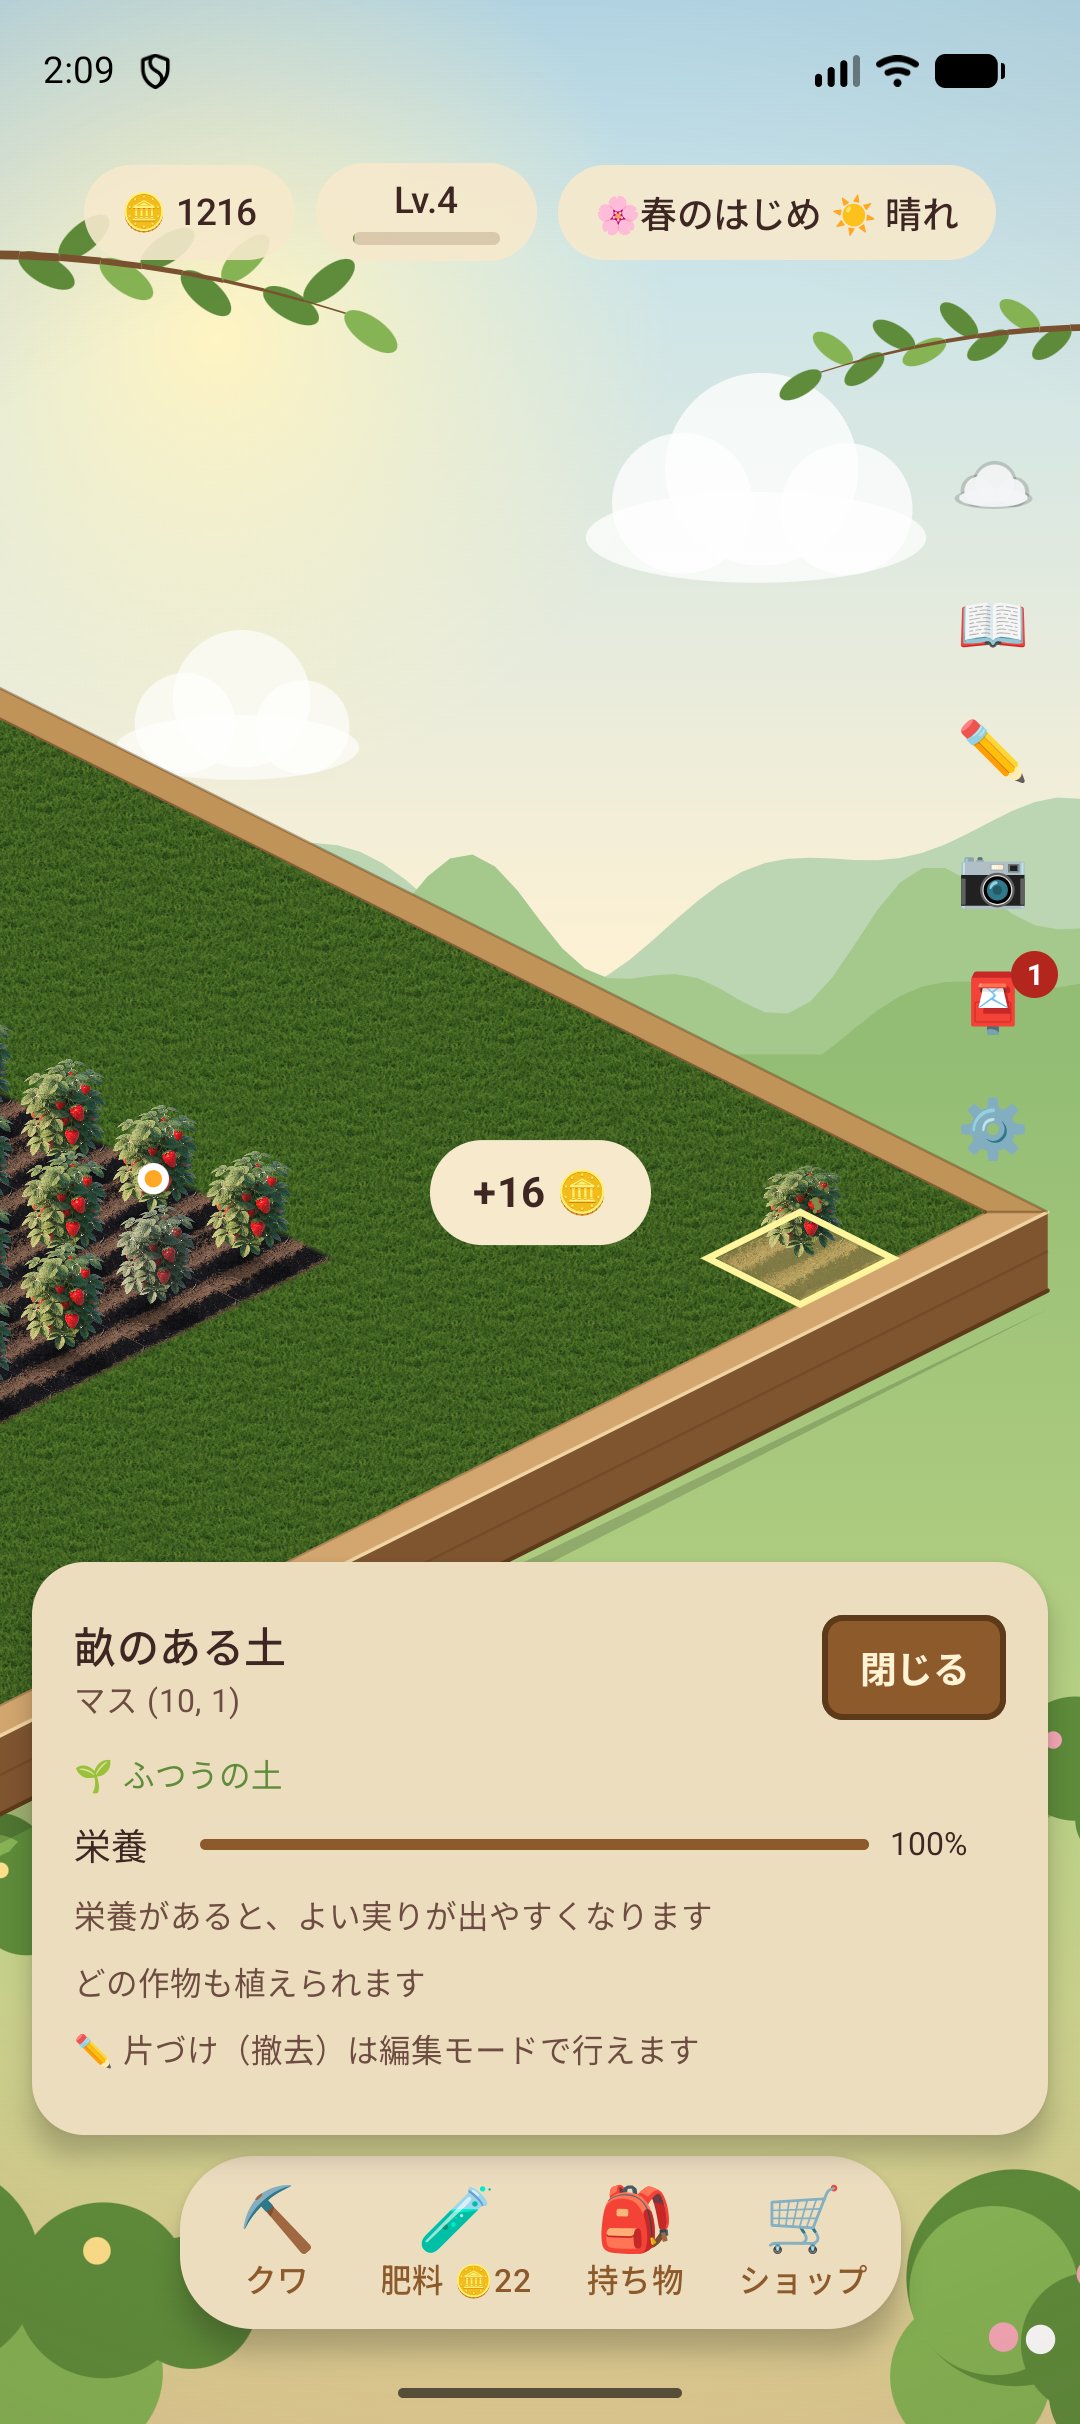 2:09
1216
Lv.4
春のはじめ 晴れ
1
+16
畝のある土
閉じる
マス (10, 1)
ふつうの土
栄養 100%
栄養があると、よい実りが出やすくなります
どの作物も植えられます
片づけ（撤去）は編集モードで行えます
クワ 肥料 22 持ち物 ショップ